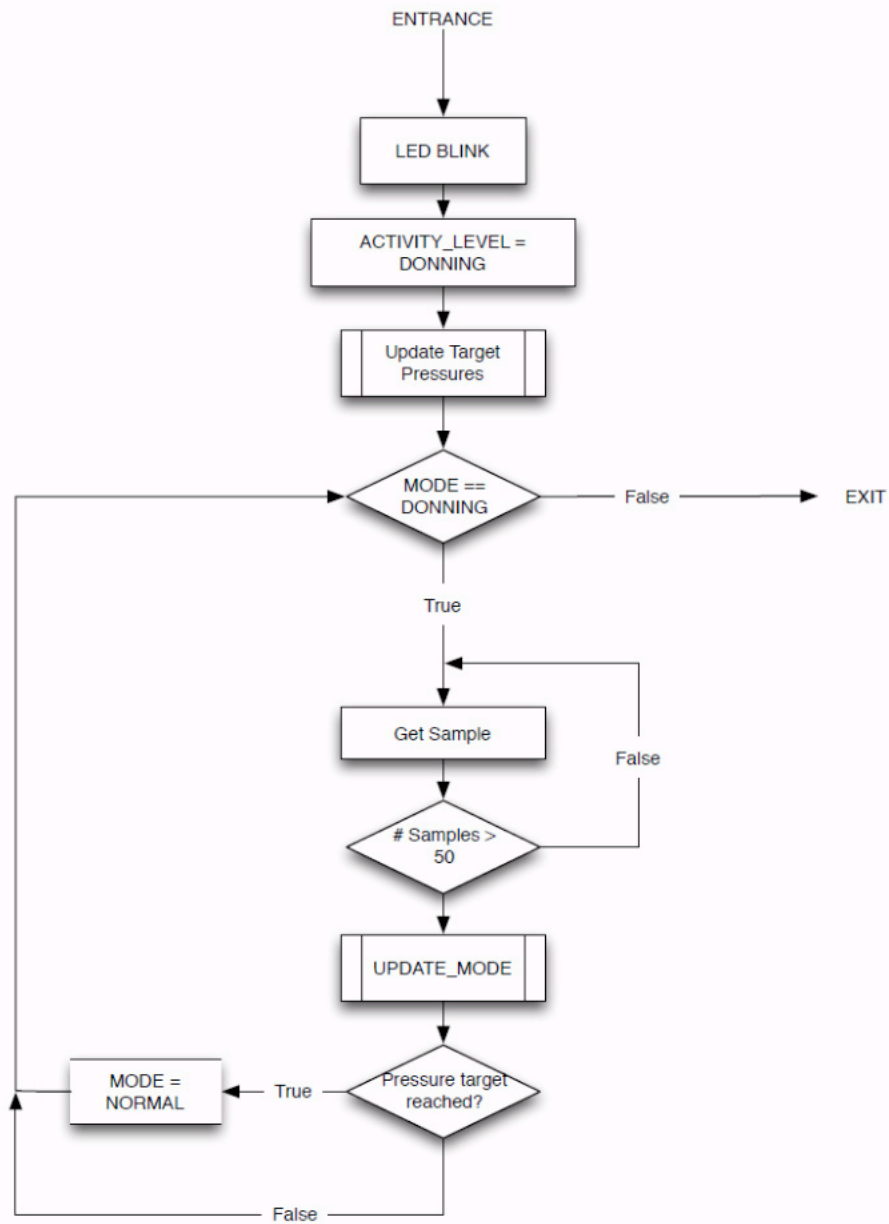 ENTRANCE
LED BLINK
ACTIVITY_LEVEL =
DONNING
Update Target
Pressures
MODE ==
DONNING
False
EXIT
True
Get Sample
False
# Samples >
50
UPDATE_MODE
Pressure target
reached?
True
MODE =
NORMAL
False